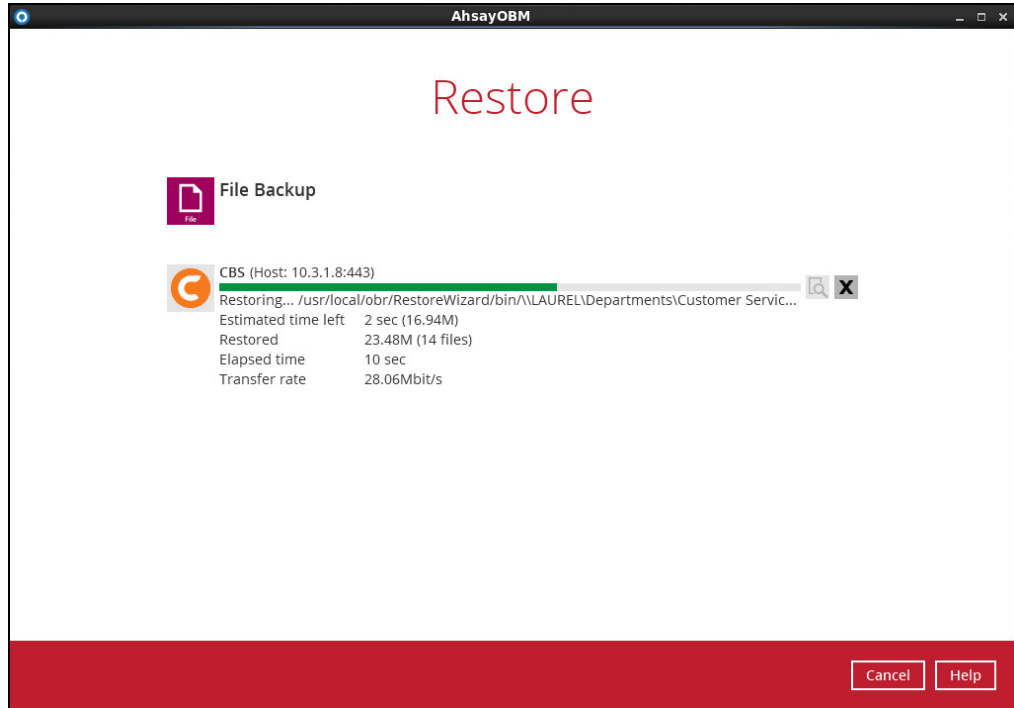 AhsayOBM
Restore
File Backup
File
CBS (Host: 10.3.1.8:443)
Restoring... /usr/local/obr/RestoreWizard/bin/\\LAUREL\Departments\Customer Servic...
Estimated time left 2 sec (16.94M)
Restored 23.48M (14 files)
Elapsed time 10 sec
Transfer rate 28.06Mbit/s
X
Cancel Help